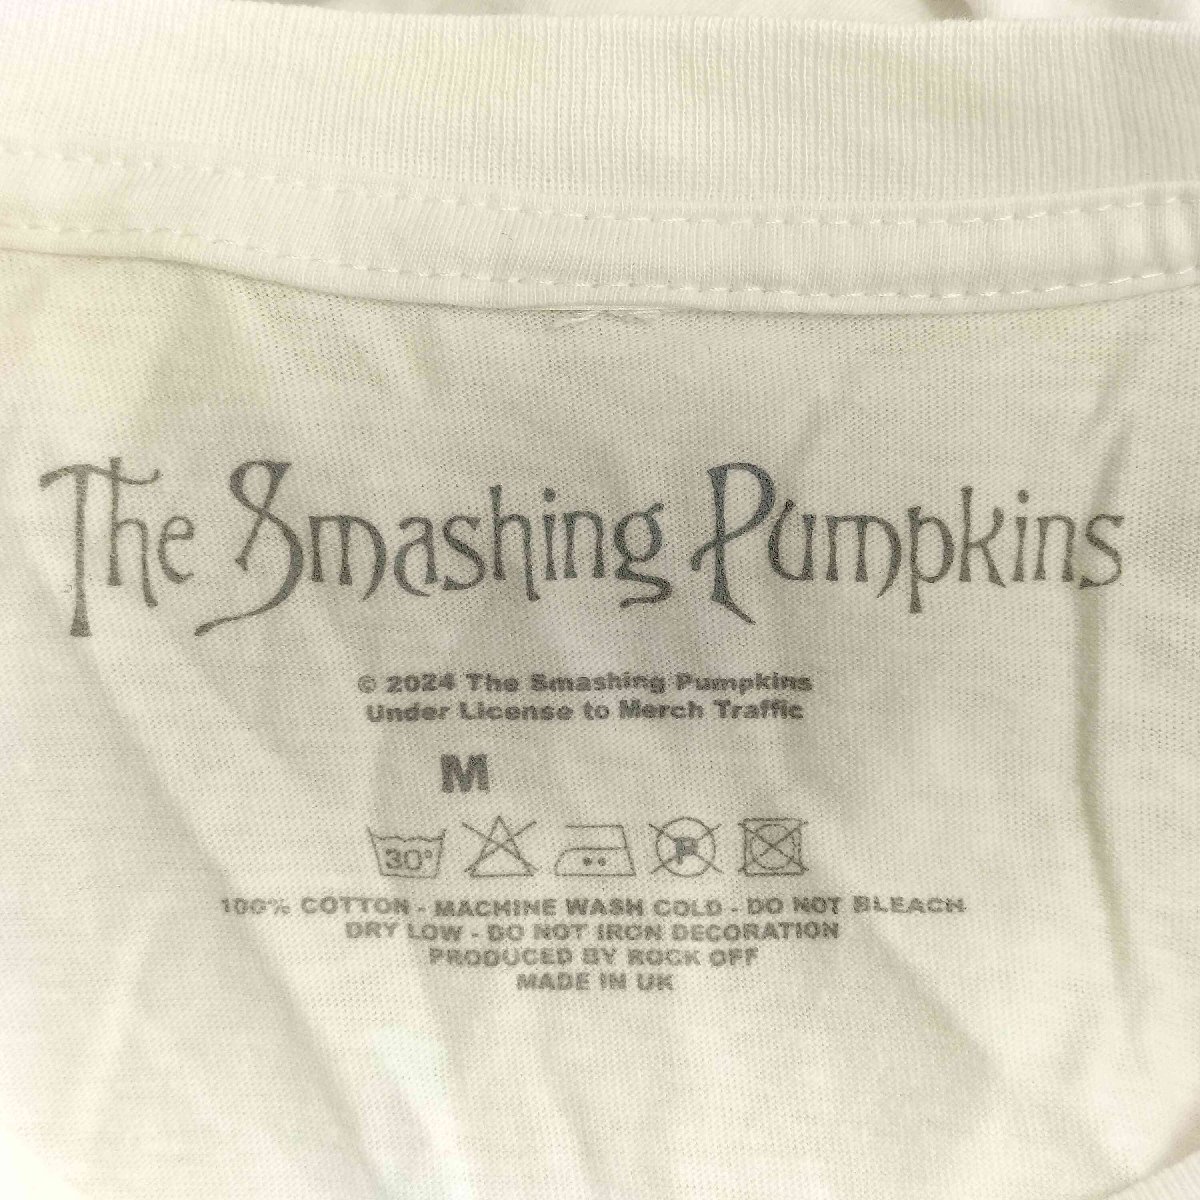 The Smashing Pumpkins
© 2024 The Smashing Pumpkins
Under License to Merch Traffic
M
30° P
100% COTTON - MACHINE WASH COLD - DO NOT BLEACH
DRY LOW - DO NOT IRON DECORATION
PRODUCED BY ROCK OFF
MADE IN UK